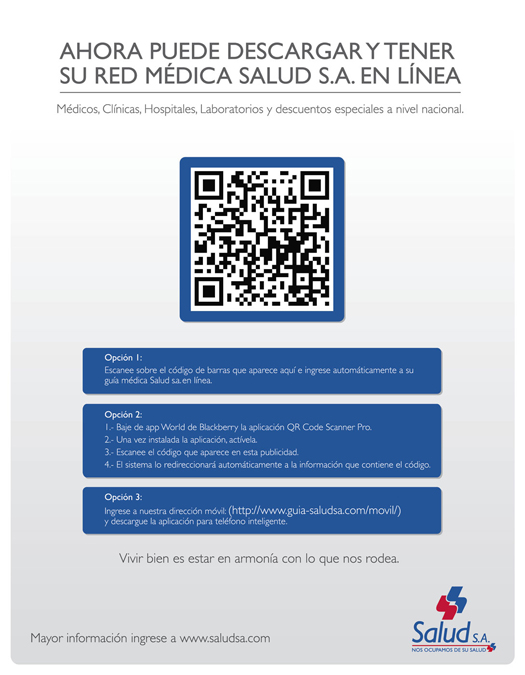 AHORA PUEDE DESCARGAR Y TENER
SU RED MÉDICA SALUD S.A. EN LÍNEA
Médicos, Clínicas, Hospitales, Laboratorios y descuentos especiales a nivel nacional.
Opción 1:
Escanee sobre el código de barras que aparece aquí e ingrese automáticamente a su
guía médica Salud s.a. en línea.
Opción 2:
1.- Baje de app World de Blackberry la aplicación QR Code Scanner Pro.
2.- Una vez instalada la aplicación, actívela.
3.- Escanee el código que aparece en esta publicidad.
4.- El sistema lo redireccionará automáticamente a la información que contiene el código.
Opción 3:
Ingrese a nuestra dirección móvil: (http://www.guia-saludsa.com/movil/)
y descargue la aplicación para teléfono inteligente.
Vivir bien es estar en armonía con lo que nos rodea.
Mayor información ingrese a www.saludsa.com
Salud S.A.
NOS OCUPAMOS DE SU SALUD